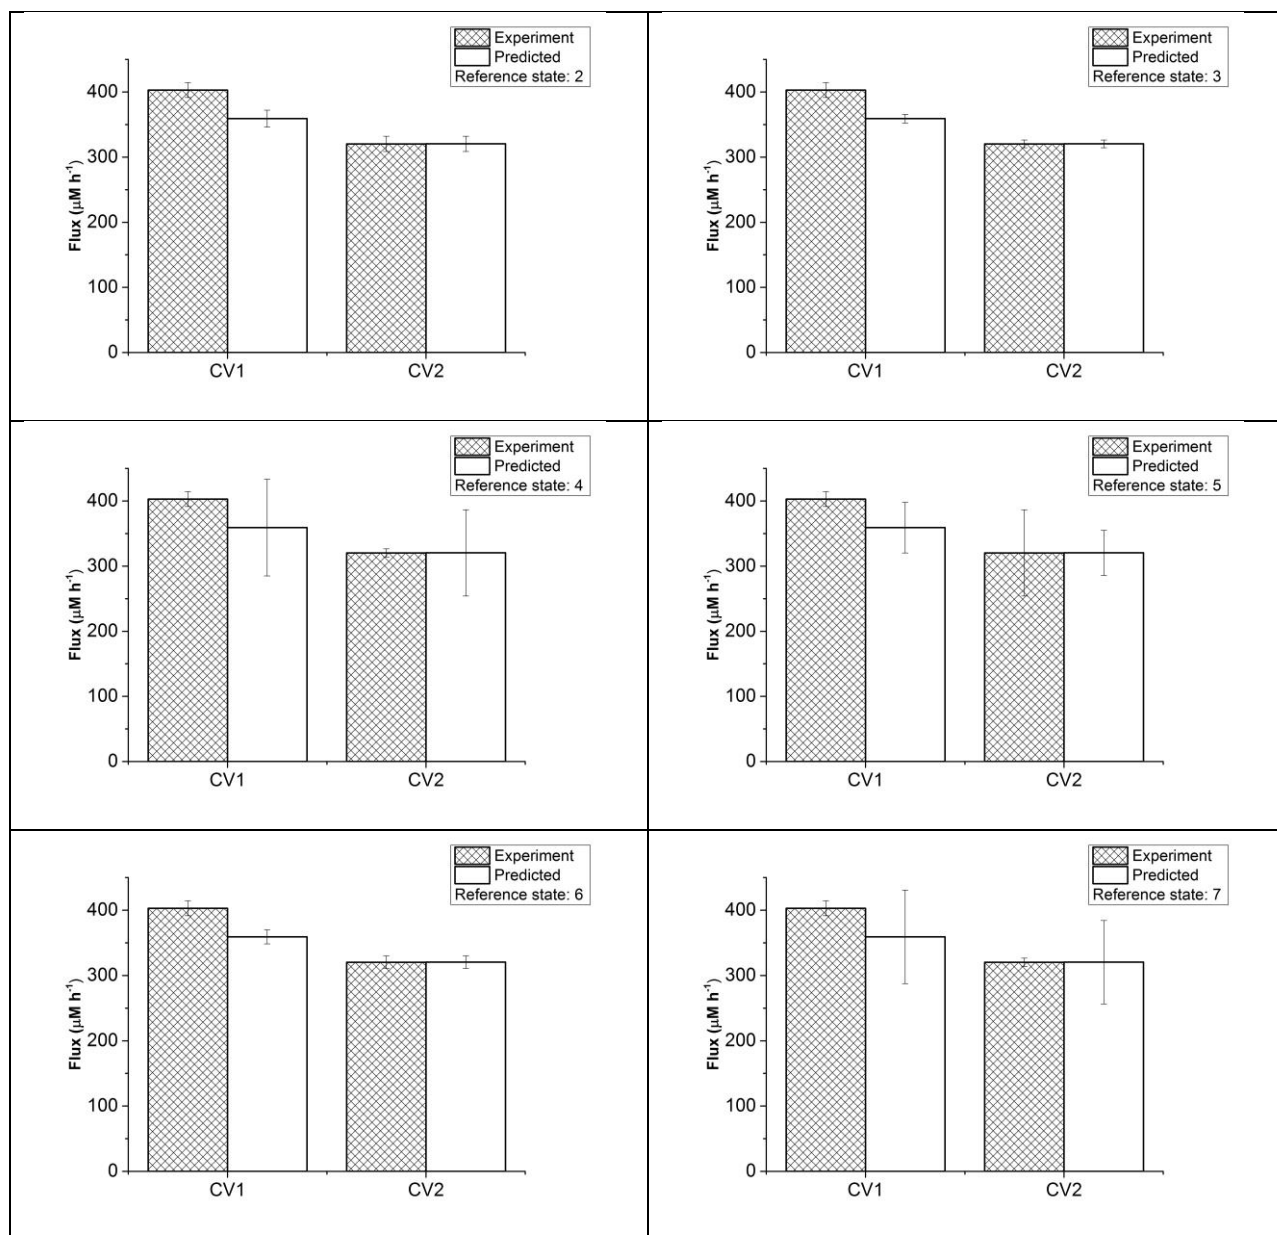 Experiment
Predicted
Reference state: 2
400
300
200
100
0
Flux (μM h⁻¹)
CV1
CV2
Experiment
Predicted
Reference state: 3
400
300
200
100
0
Flux (μM h⁻¹)
CV1
CV2
Experiment
Predicted
Reference state: 4
400
300
200
100
0
Flux (μM h⁻¹)
CV1
CV2
Experiment
Predicted
Reference state: 5
400
300
200
100
0
Flux (μM h⁻¹)
CV1
CV2
Experiment
Predicted
Reference state: 6
400
300
200
100
0
Flux (μM h⁻¹)
CV1
CV2
Experiment
Predicted
Reference state: 7
400
300
200
100
0
Flux (μM h⁻¹)
CV1
CV2